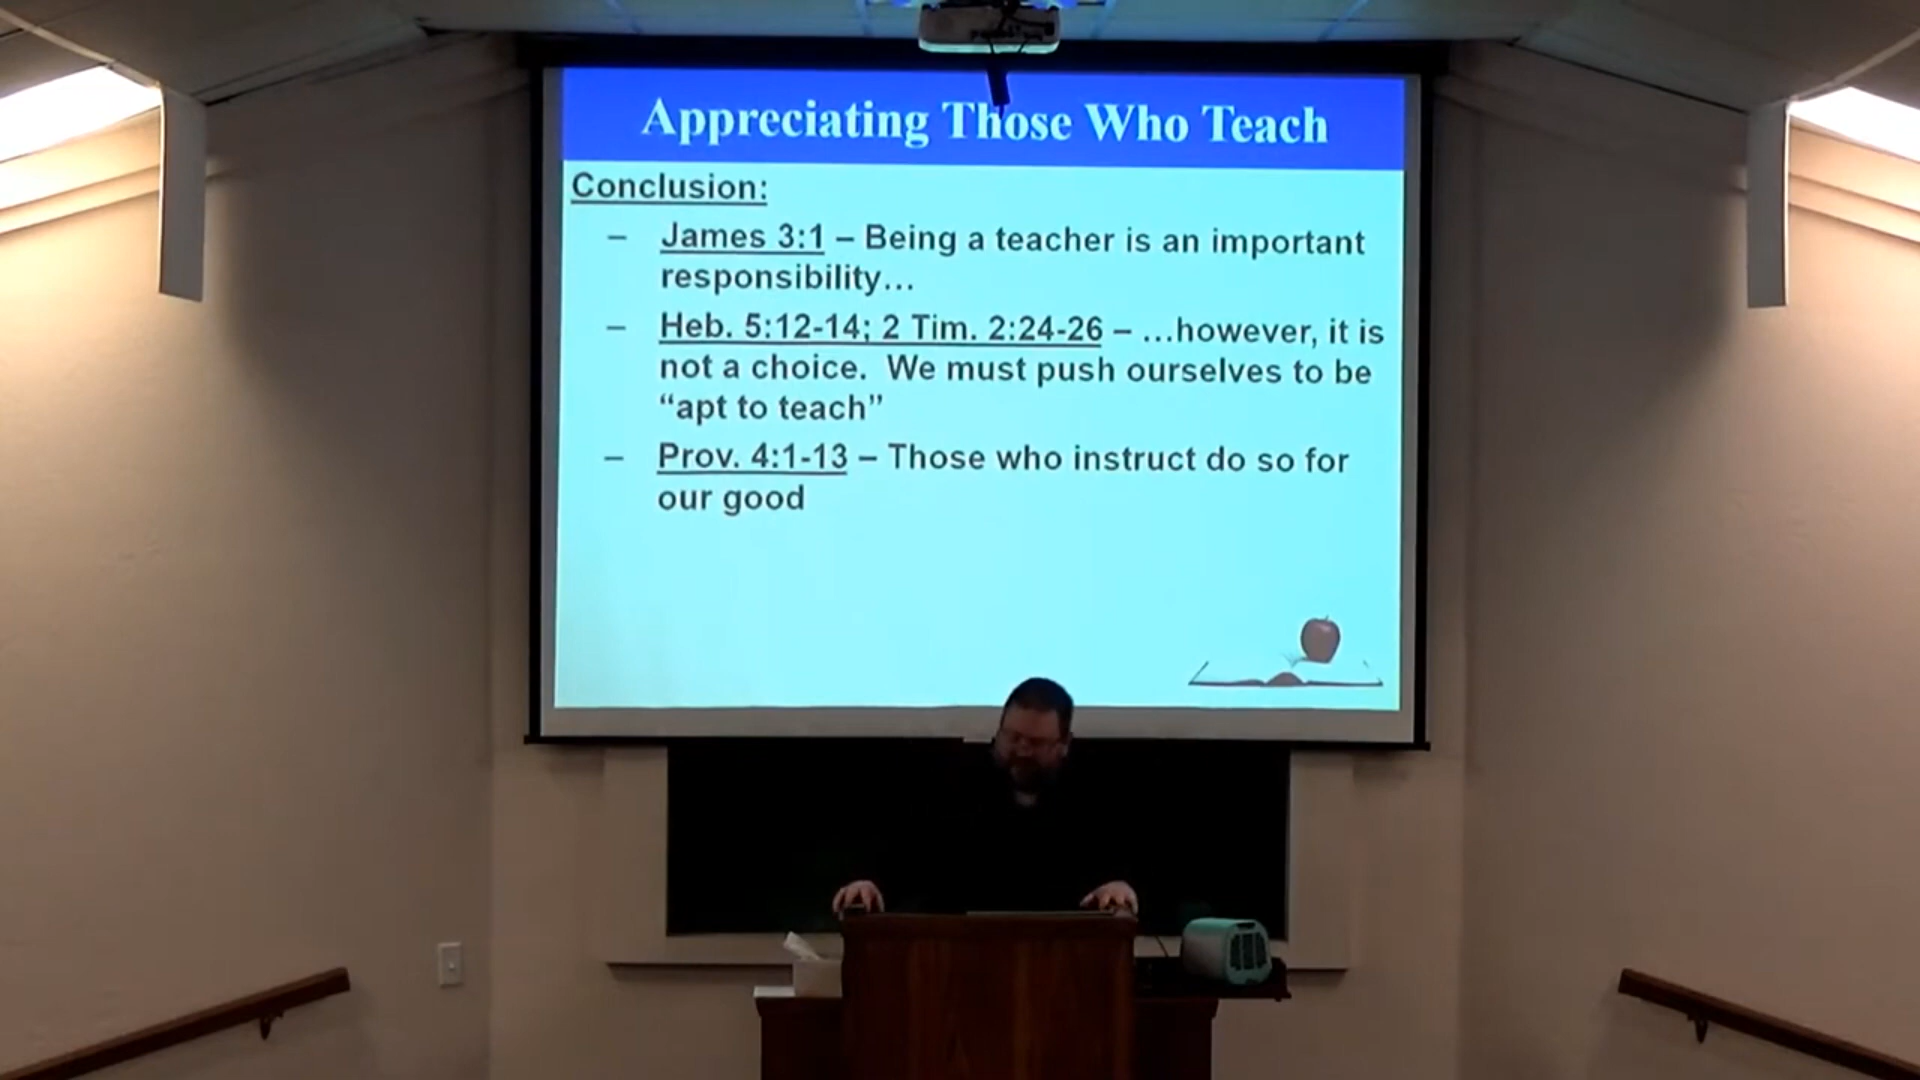 Appreciating Those Who Teach
Conclusion:
– James 3:1 – Being a teacher is an important
responsibility…
– Heb. 5:12-14; 2 Tim. 2:24-26 – …however, it is
not a choice. We must push ourselves to be
“apt to teach”
– Prov. 4:1-13 – Those who instruct do so for
our good